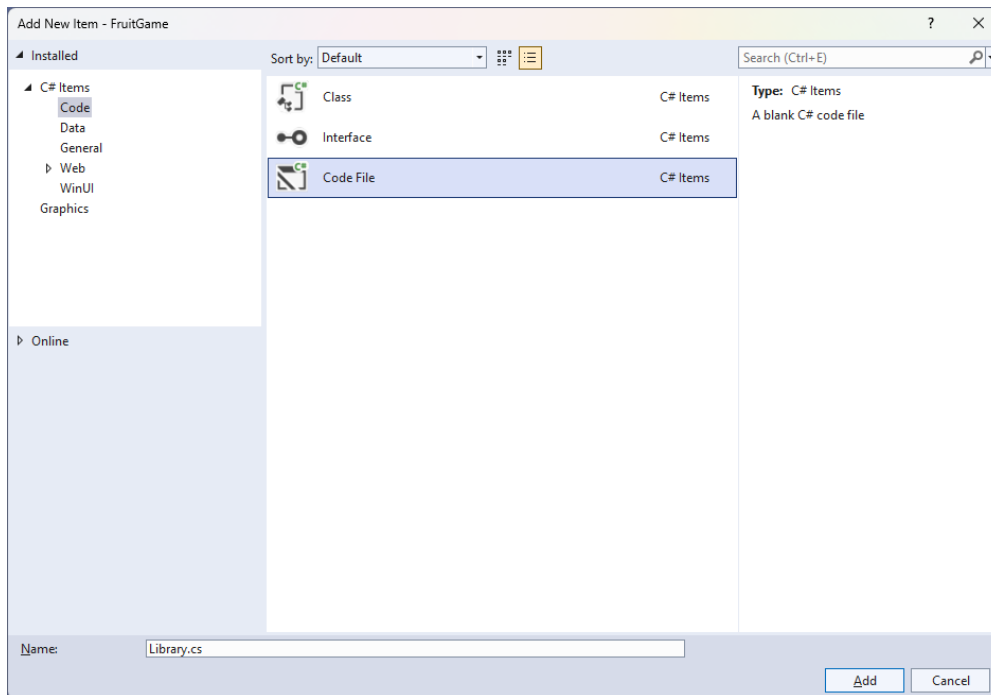 Add New Item - FruitGame
?
Installed
Sort by: Default
Search (Ctrl+E)
C# Items
Code
Data
General
Web
WinUI
Graphics
Online
Class C# Items
Interface C# Items
Code File C# Items
Type: C# Items
A blank C# code file
Name: Library.cs
Add Cancel